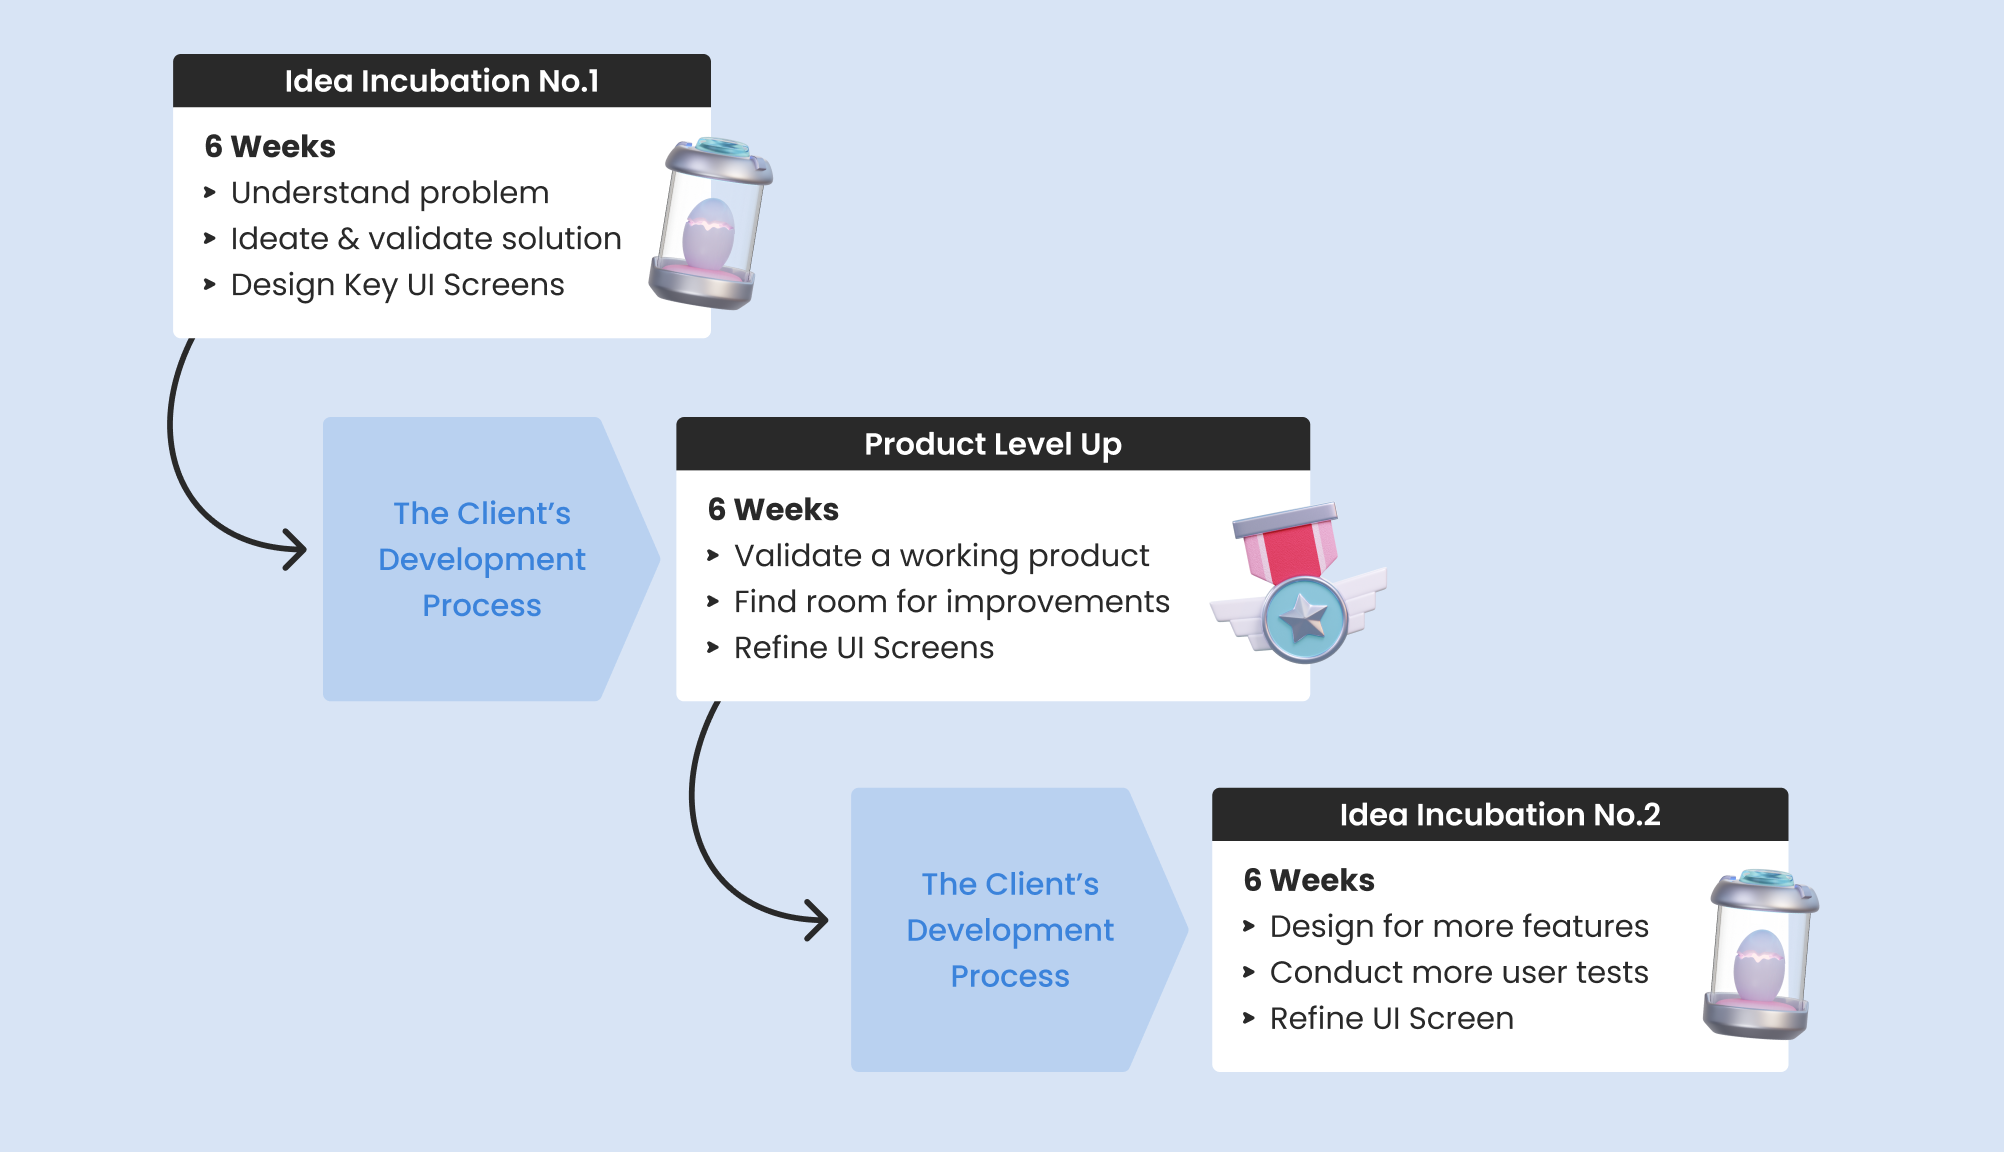 Idea Incubation No.1
6 Weeks
Understand problem
Ideate & validate solution
Design Key UI Screens
The Client’s
Development
Process
Product Level Up
6 Weeks
Validate a working product
Find room for improvements
Refine UI Screens
The Client’s
Development
Process
Idea Incubation No.2
6 Weeks
Design for more features
Conduct more user tests
Refine UI Screen